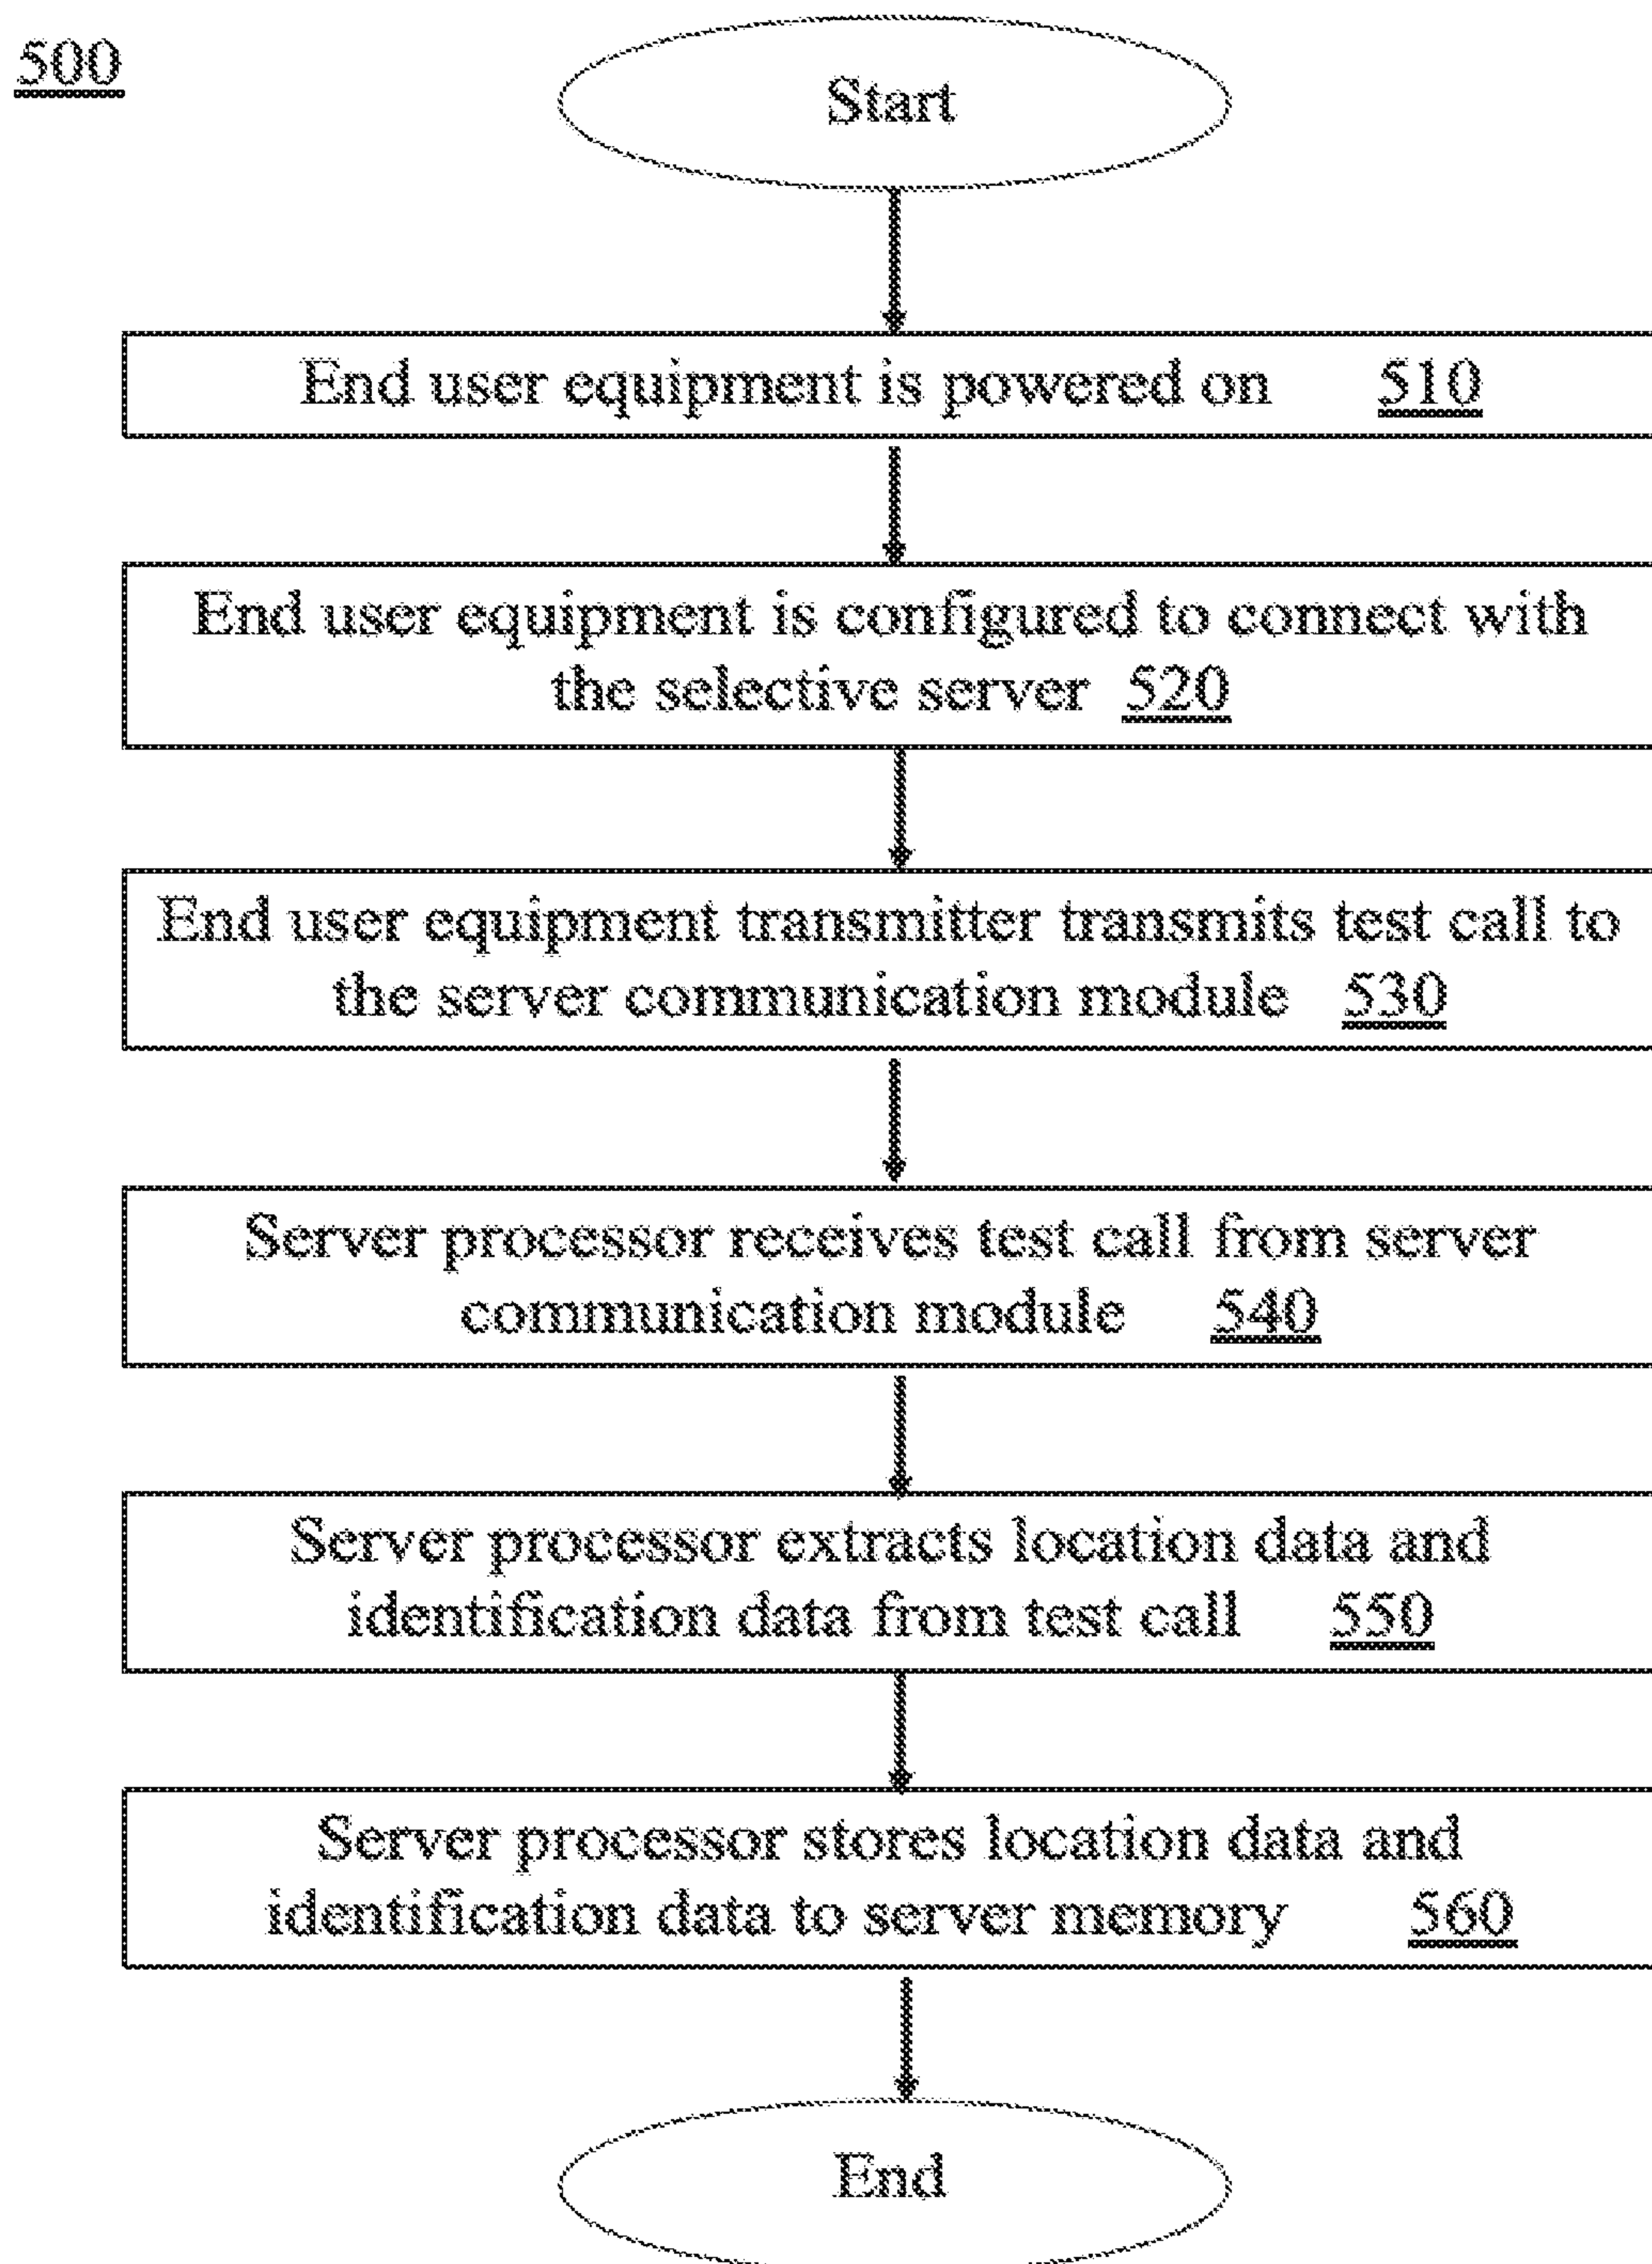 500
Start
End user equipment is powered on 510
End user equipment is configured to connect with
the selective server 520
End user equipment transmitter transmits test call to
the server communication module 530
Server processor receives test call from server
communication module 540
Server processor extracts location data and
identification data from test call 550
Server processor stores location data and
identification data to server memory 560
End